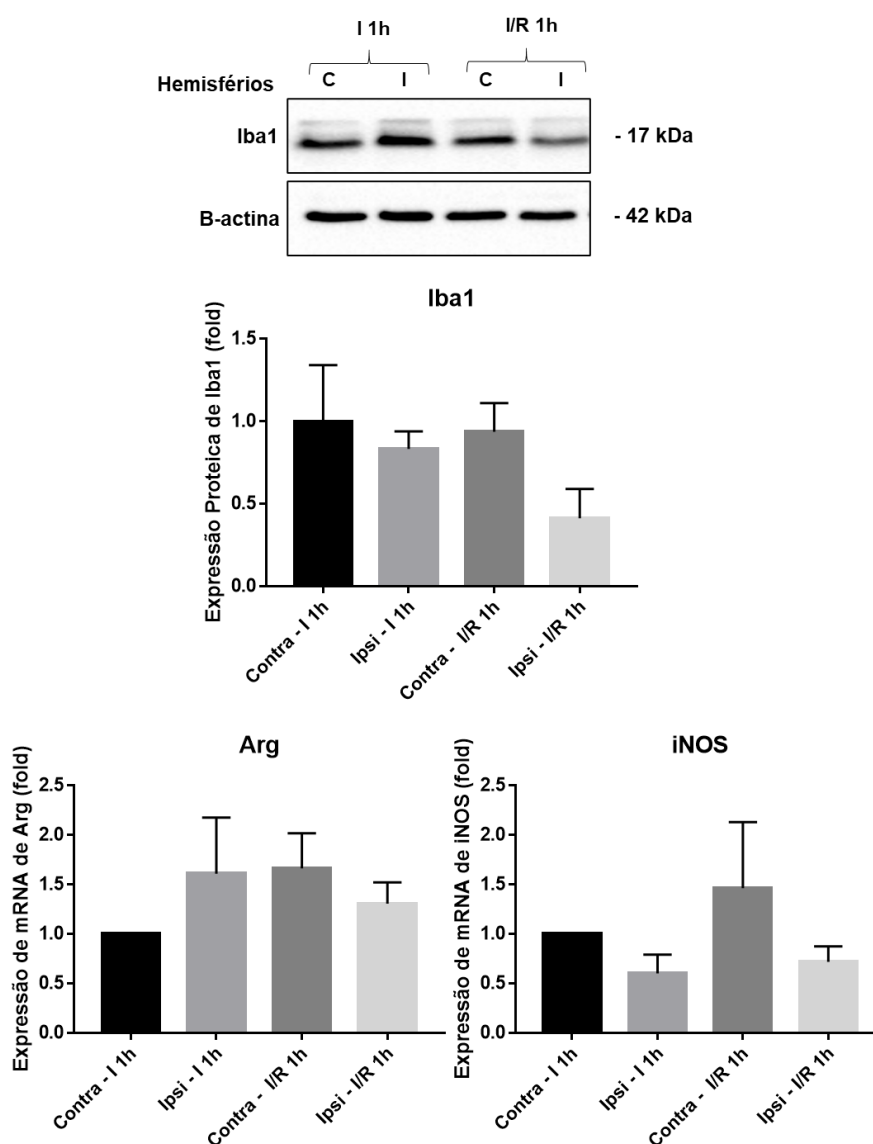 I 1h I/R 1h
Hemisférios C I C I
Iba1 - 17 kDa
B-actina - 42 kDa
Iba1
Expressão Proteica de Iba1 (fold)
1.5
1.0
0.5
0.0
Contra - I 1h
Ipsi - I 1h
Contra - I/R 1h
Ipsi - I/R 1h
Arg
Expressão de mRNA de Arg (fold)
2.5
2.0
1.5
1.0
0.5
0.0
Contra - I 1h
Ipsi - I 1h
Contra - I/R 1h
Ipsi - I/R 1h
iNOS
Expressão de mRNA de iNOS (fold)
2.5
2.0
1.5
1.0
0.5
0.0
Contra - I 1h
Ipsi - I 1h
Contra - I/R 1h
Ipsi - I/R 1h